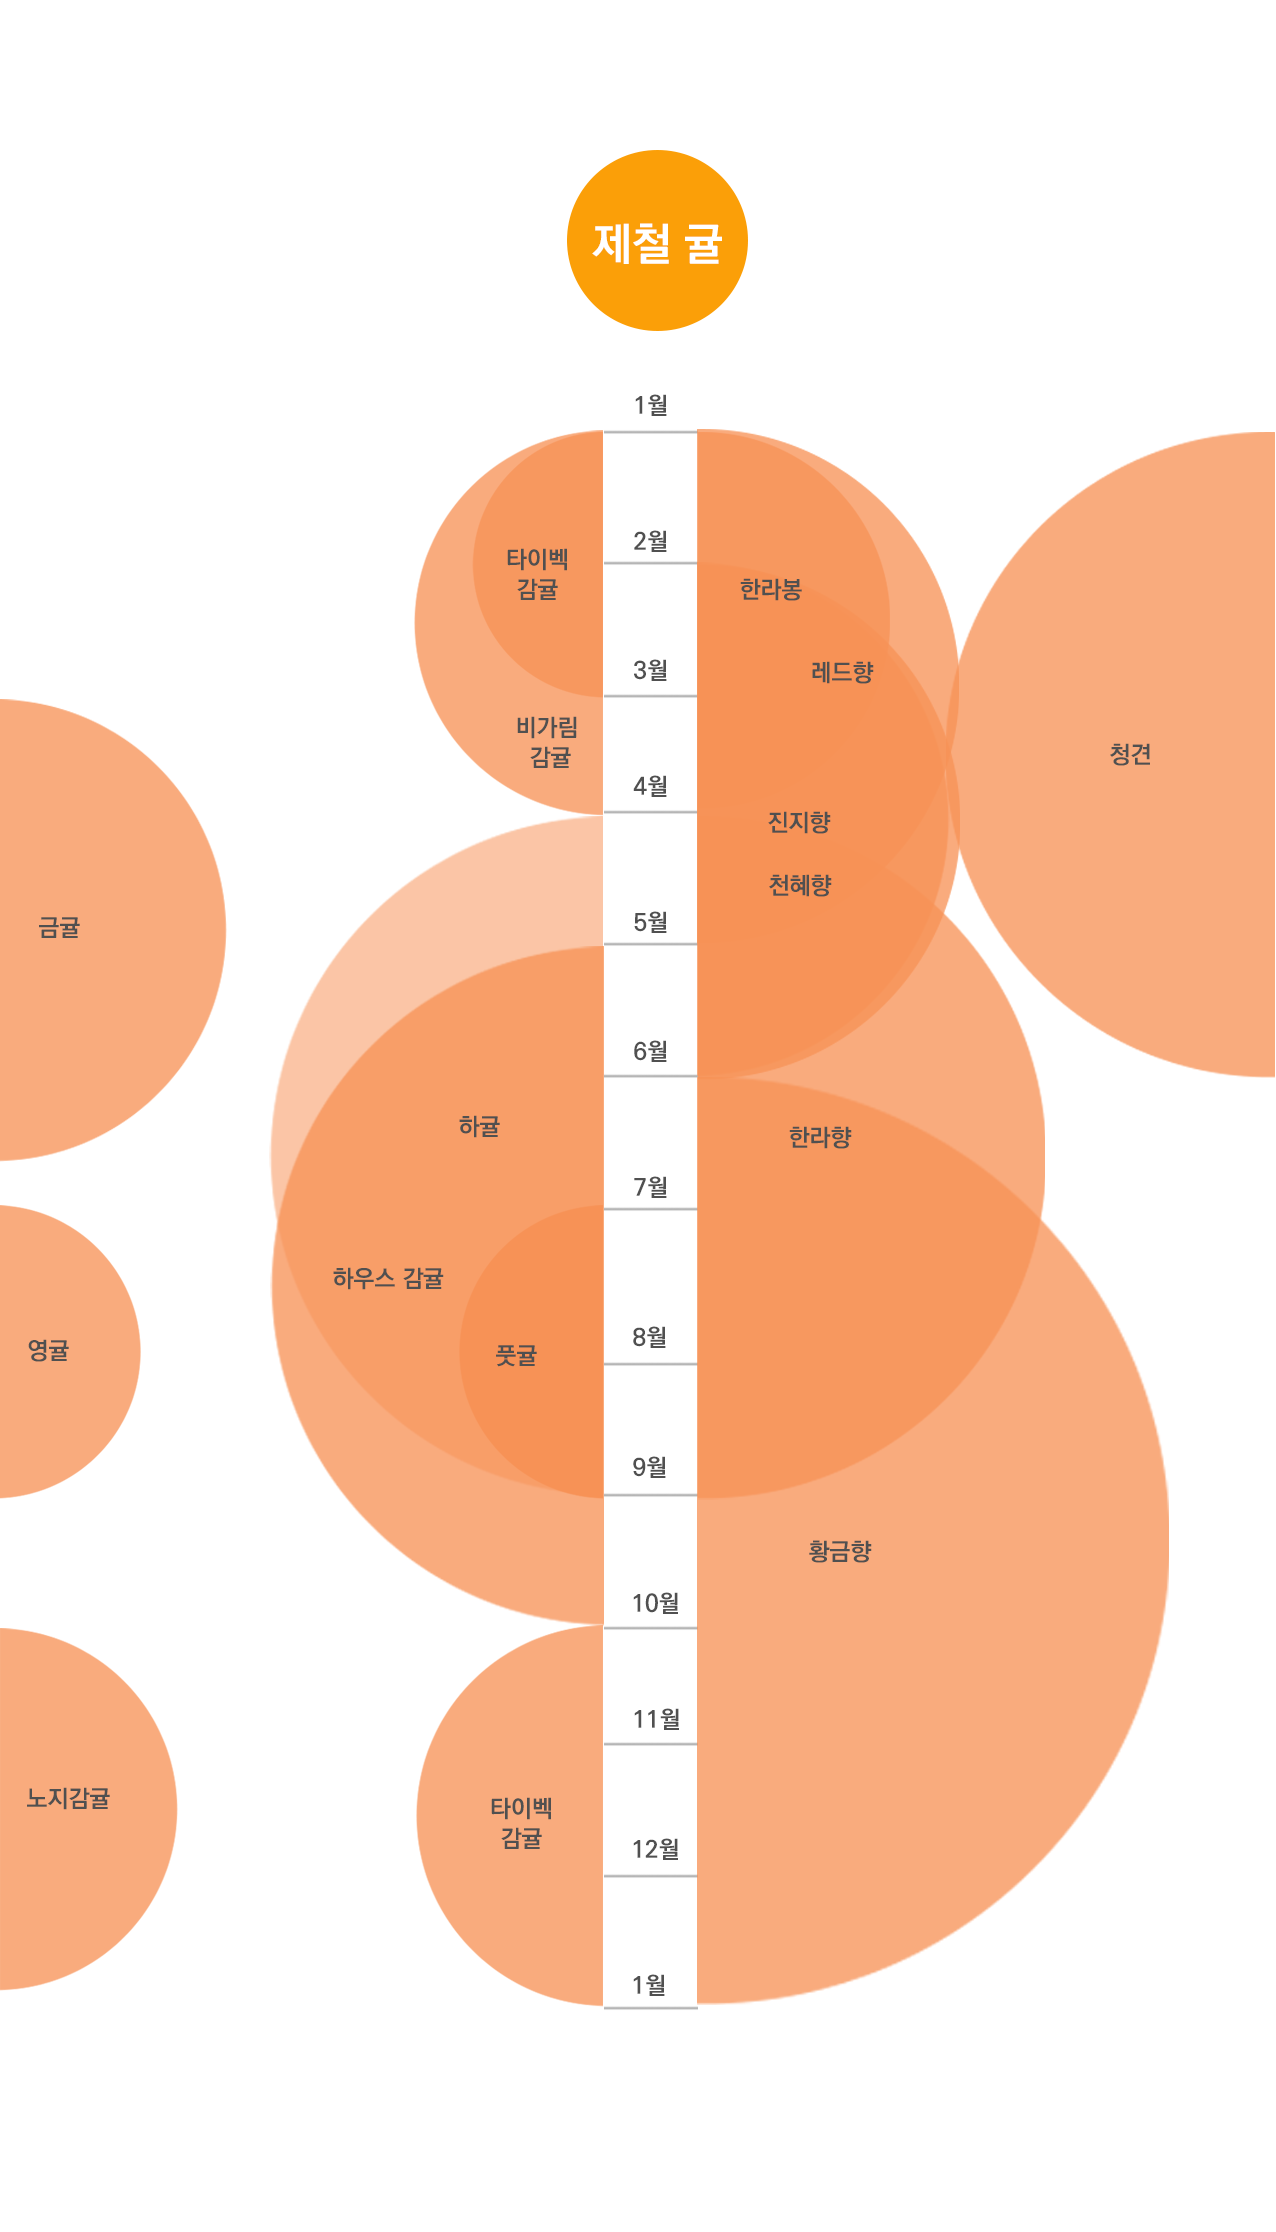 제철 귤
1월
2월
타이벡
감귤
한라봉
3월
레드향
비가림
감귤
청견
4월
진지향
천혜향
5월
금귤
6월
하귤
한라향
7월
하우스 감귤
8월
영귤
풋귤
9월
황금향
10월
11월
노지감귤
타이벡
감귤
12월
1월